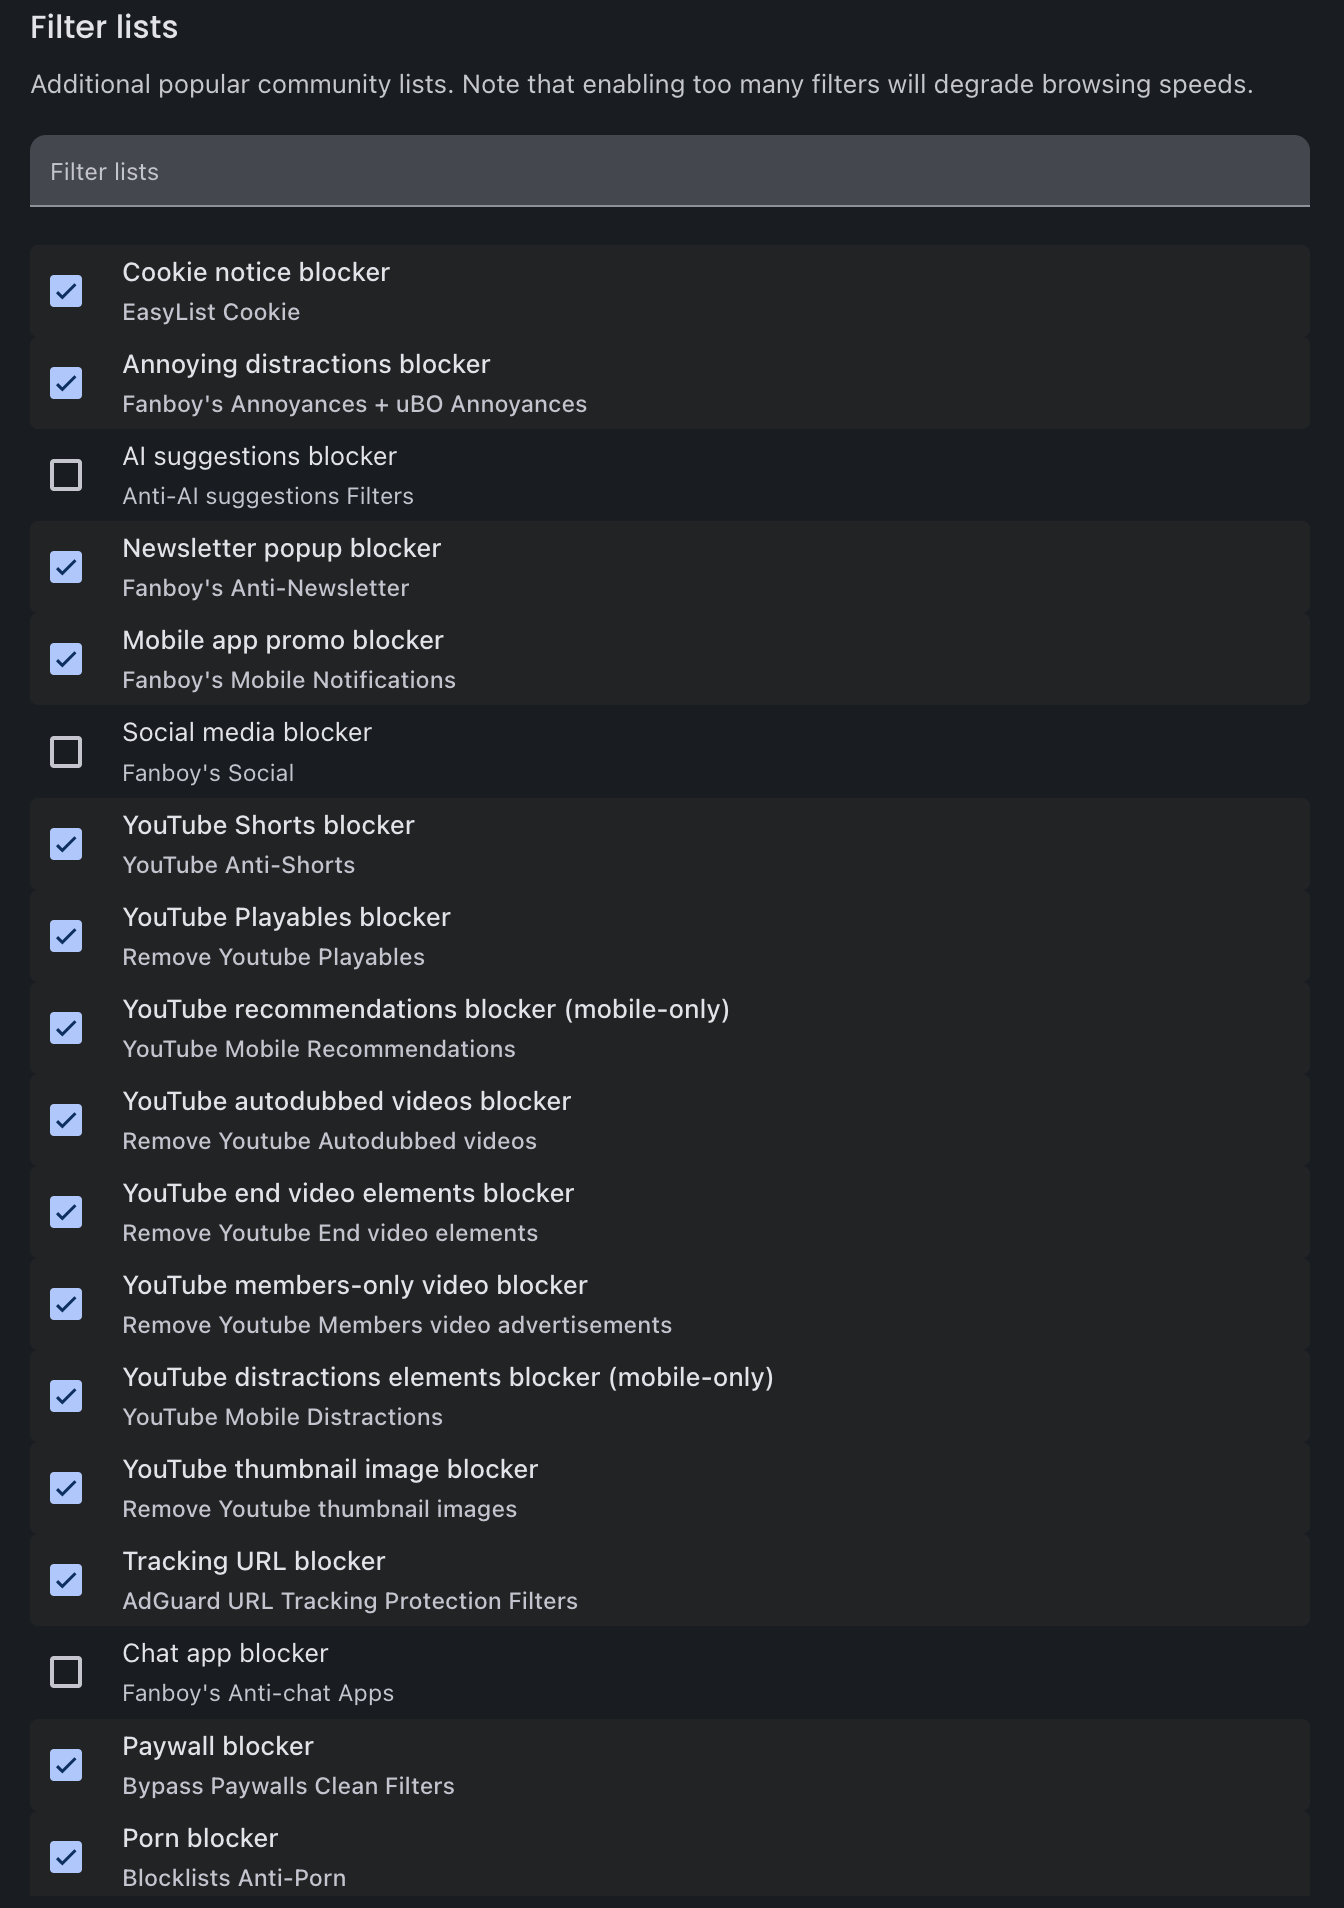 Filter lists
Additional popular community lists. Note that enabling too many filters will degrade browsing speeds.
Filter lists
Cookie notice blocker
EasyList Cookie
Annoying distractions blocker
Fanboy's Annoyances + uBO Annoyances
AI suggestions blocker
Anti-AI suggestions Filters
Newsletter popup blocker
Fanboy's Anti-Newsletter
Mobile app promo blocker
Fanboy's Mobile Notifications
Social media blocker
Fanboy's Social
YouTube Shorts blocker
YouTube Anti-Shorts
YouTube Playables blocker
Remove Youtube Playables
YouTube recommendations blocker (mobile-only)
YouTube Mobile Recommendations
YouTube autodubbed videos blocker
Remove Youtube Autodubbed videos
YouTube end video elements blocker
Remove Youtube End video elements
YouTube members-only video blocker
Remove Youtube Members video advertisements
YouTube distractions elements blocker (mobile-only)
YouTube Mobile Distractions
YouTube thumbnail image blocker
Remove Youtube thumbnail images
Tracking URL blocker
AdGuard URL Tracking Protection Filters
Chat app blocker
Fanboy's Anti-chat Apps
Paywall blocker
Bypass Paywalls Clean Filters
Porn blocker
Blocklists Anti-Porn